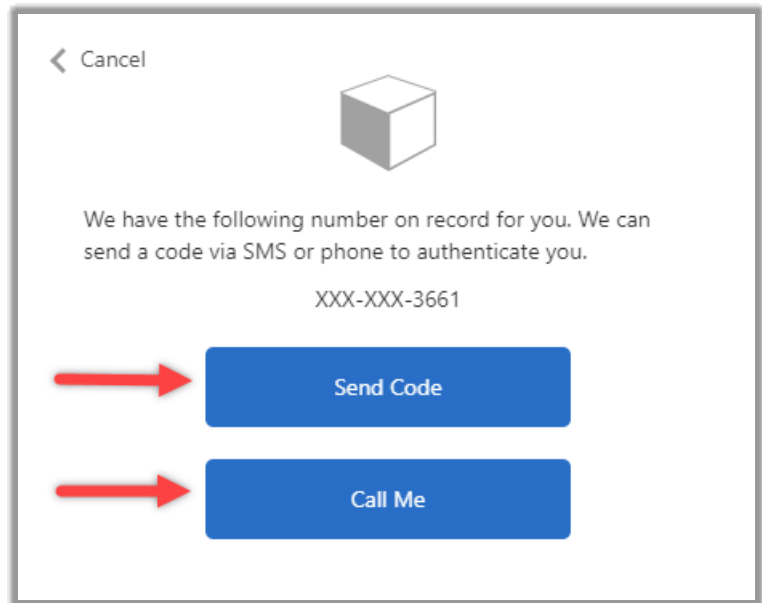 Cancel
We have the following number on record for you. We can
send a code via SMS or phone to authenticate you.
XXX-XXX-3661
Send Code
Call Me